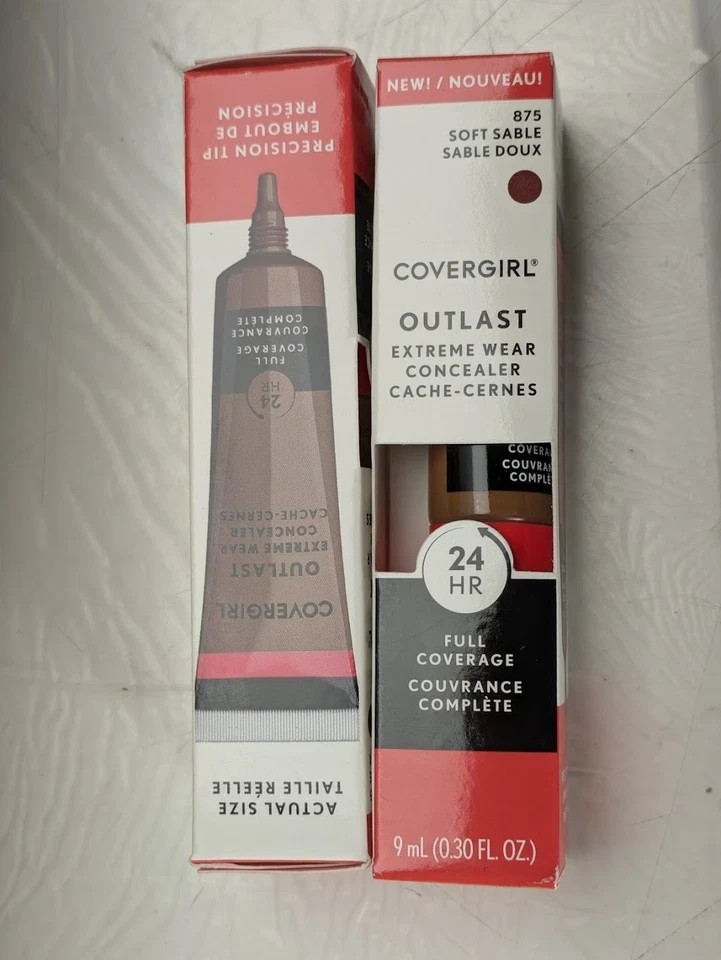 PRECISION TIP
EMBOUT DE
PRÉCISION
24
HR
FULL
COVERAGE
COUVRANCE
COMPLETE
COVERGIRL
OUTLAST
EXTREME WEAR
CONCEALER
CACHE-CERNES
ACTUAL SIZE
TAILLE RÉELLE
NEW! / NOUVEAU!
875
SOFT SABLE
SABLE DOUX
COVERGIRL®
OUTLAST
EXTREME WEAR
CONCEALER
CACHE-CERNES
24
HR
FULL
COVERAGE
COUVRANCE
COMPLÈTE
9 mL (0.30 FL. OZ.)